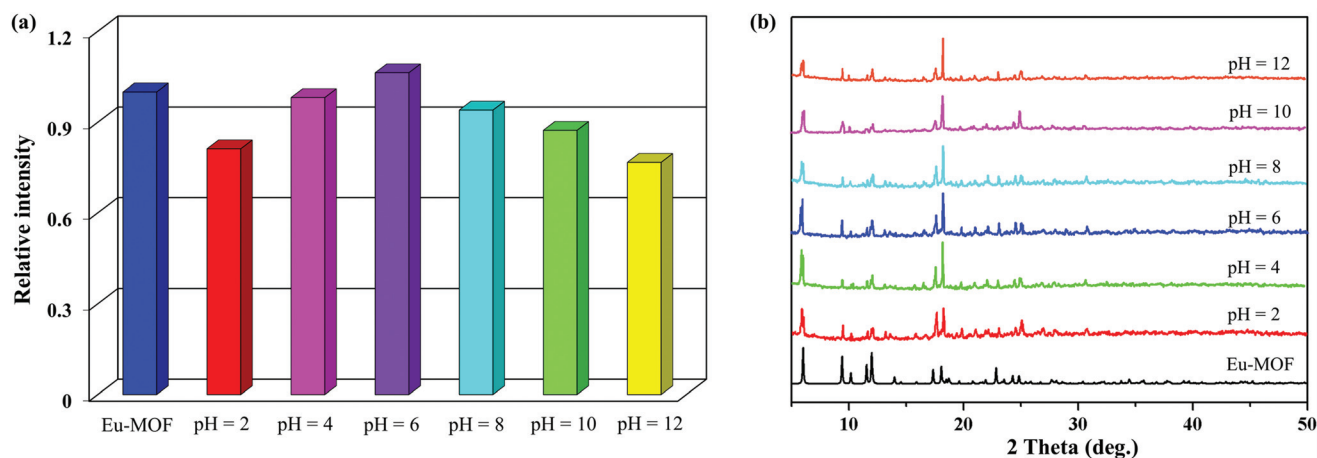 (a)
1.2
0.9
0.6
0.3
0
Relative intensity
Eu-MOF pH = 2 pH = 4 pH = 6 pH = 8 pH = 10 pH = 12
(b)
pH = 12
pH = 10
pH = 8
pH = 6
pH = 4
pH = 2
Eu-MOF
10 20 30 40 50
2 Theta (deg.)